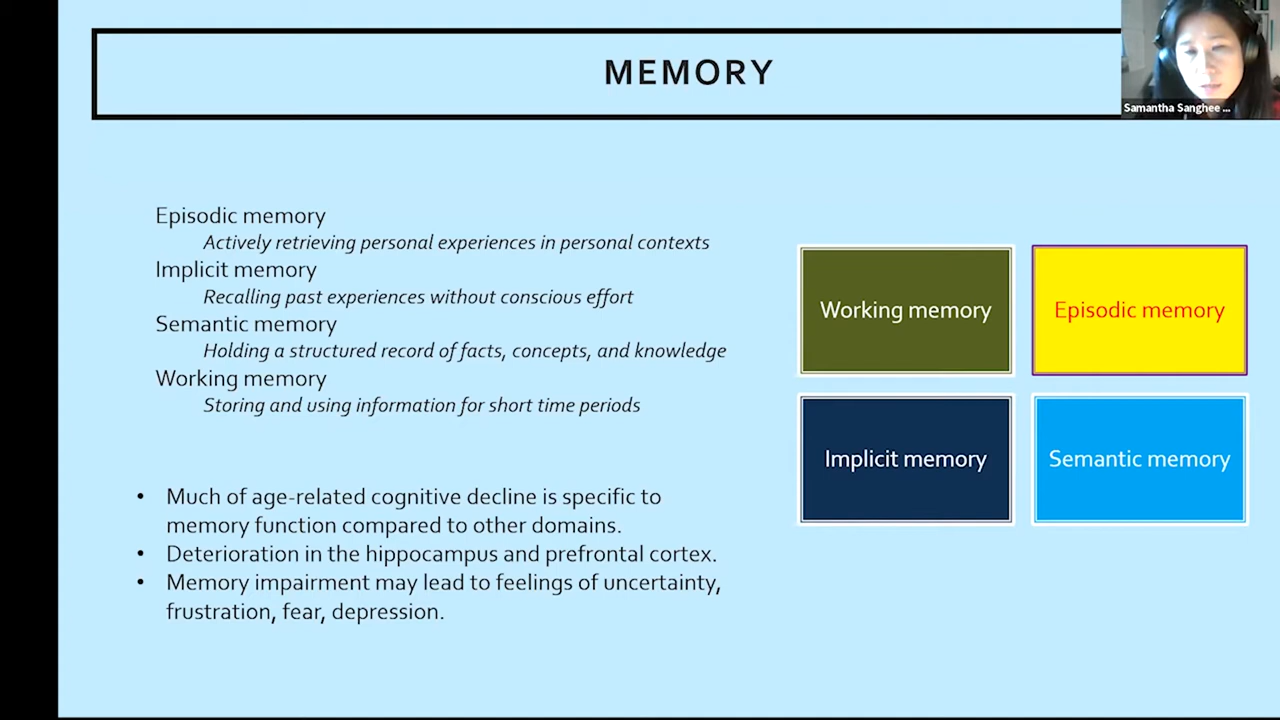 MEMORY
Samantha Sanghee ...
Episodic memory
Actively retrieving personal experiences in personal contexts
Implicit memory
Recalling past experiences without conscious effort
Semantic memory
Holding a structured record of facts, concepts, and knowledge
Working memory
Storing and using information for short time periods
• Much of age-related cognitive decline is specific to
memory function compared to other domains.
• Deterioration in the hippocampus and prefrontal cortex.
• Memory impairment may lead to feelings of uncertainty,
frustration, fear, depression.
Working memory
Episodic memory
Implicit memory
Semantic memory